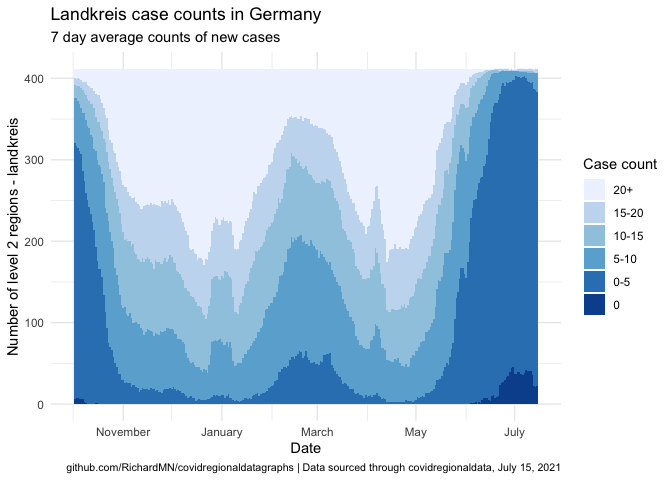 Landkreis case counts in Germany
7 day average counts of new cases
Number of level 2 regions - landkreis
400
300
200
100
0
November
January
March
May
July
Date
Case count
20+
15-20
10-15
5-10
0-5
0
github.com/RichardMN/covidregionaldatagraphs | Data sourced through covidregionaldata, July 15, 2021